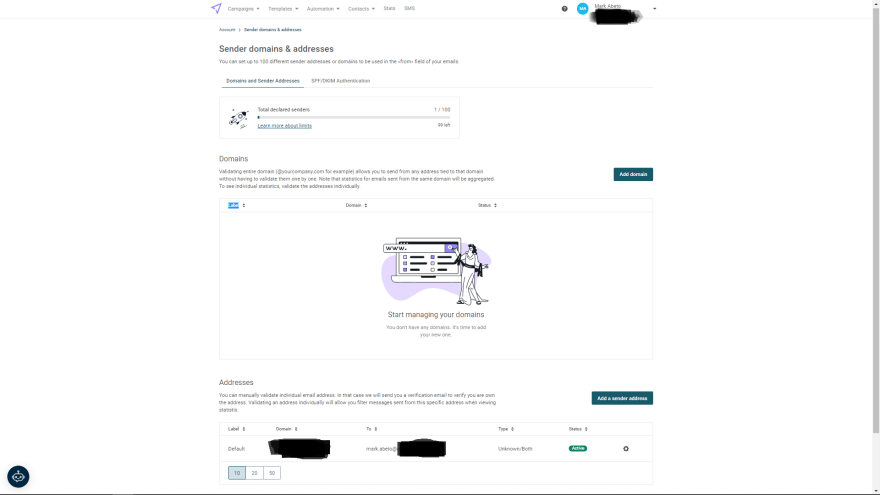 Campaigns Templates Automation Contacts Stats SMS
MA Mark Abeto
Account > Sender domains & addresses
Sender domains & addresses
You can set up to 100 different sender addresses or domains to be used in the «from» field of your emails.
Domains and Sender Addresses SPF/DKIM Authentication
Total declared senders 1 / 100
Learn more about limits 99 left
Domains
Validating entire domain (@yourcompany.com for example) allows you to send from any address tied to that domain
without having to validate them one by one. Note that statistics for emails sent from the same domain will be aggregated.
To see individual statistics, validate the addresses individually.
Add domain
Label Domain Status
WWW.
Start managing your domains
You don't have any domains. It's time to add
your new one.
Addresses
You can manually validate individual email address. In that case we will send you a verification email to verify you are own
the address. Validating an address individually will allow you filter messages sent from this specific address when viewing
statistic.
Add a sender address
Label Domain To Type Status
Default mark.abeto@ Unknown/Both Active
10 20 50